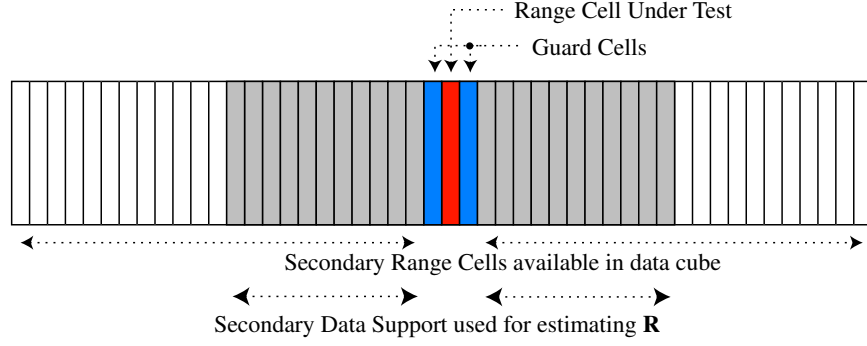 Range Cell Under Test
Guard Cells
Secondary Range Cells available in data cube
Secondary Data Support used for estimating R